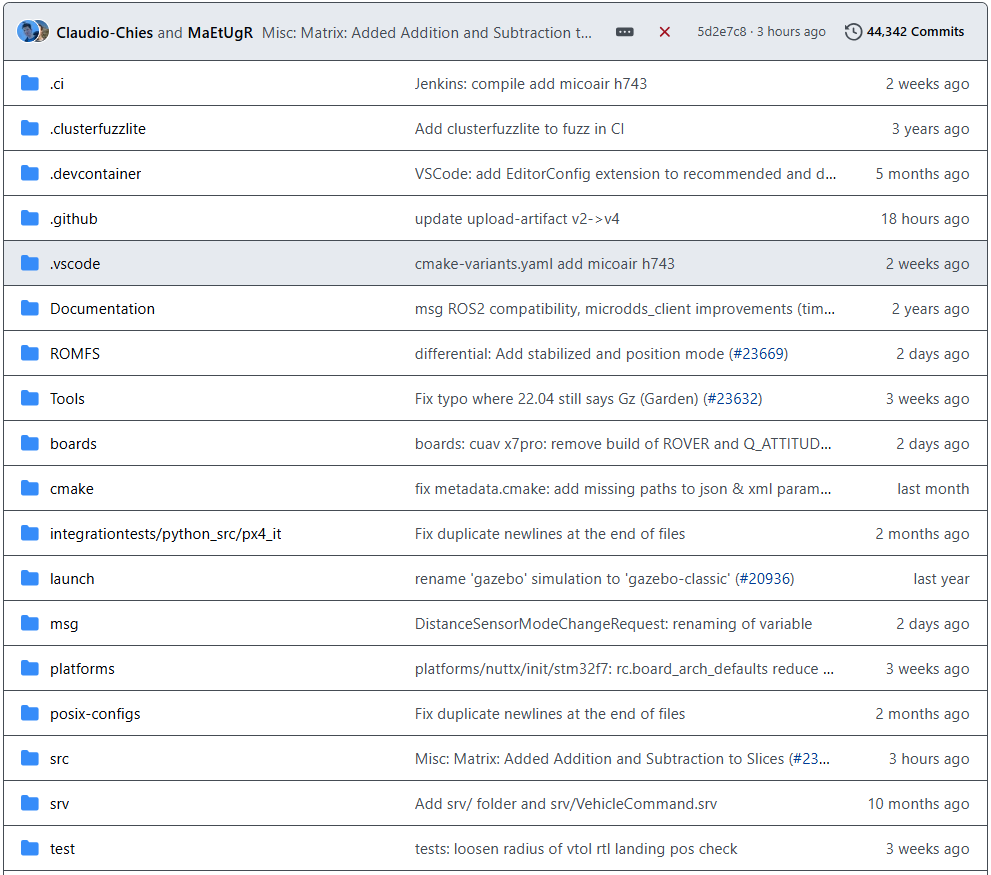 Claudio-Chies and MaEtUgR Misc: Matrix: Added Addition and Subtraction t... 5d2e7c8 · 3 hours ago 44,342 Commits
.ci Jenkins: compile add micoair h743 2 weeks ago
.clusterfuzzlite Add clusterfuzzlite to fuzz in CI 3 years ago
.devcontainer VSCode: add EditorConfig extension to recommended and d... 5 months ago
.github update upload-artifact v2->v4 18 hours ago
.vscode cmake-variants.yaml add micoair h743 2 weeks ago
Documentation msg ROS2 compatibility, microdds_client improvements (tim... 2 years ago
ROMFS differential: Add stabilized and position mode (#23669) 2 days ago
Tools Fix typo where 22.04 still says Gz (Garden) (#23632) 3 weeks ago
boards boards: cuav x7pro: remove build of ROVER and Q_ATTITUD... 2 days ago
cmake fix metadata.cmake: add missing paths to json & xml param... last month
integrationtests/python_src/px4_it Fix duplicate newlines at the end of files 2 months ago
launch rename 'gazebo' simulation to 'gazebo-classic' (#20936) last year
msg DistanceSensorModeChangeRequest: renaming of variable 2 days ago
platforms platforms/nuttx/init/stm32f7: rc.board_arch_defaults reduce ... 3 weeks ago
posix-configs Fix duplicate newlines at the end of files 2 months ago
src Misc: Matrix: Added Addition and Subtraction to Slices (#23... 3 hours ago
srv Add srv/ folder and srv/VehicleCommand.srv 10 months ago
test tests: loosen radius of vtol rtl landing pos check 3 weeks ago